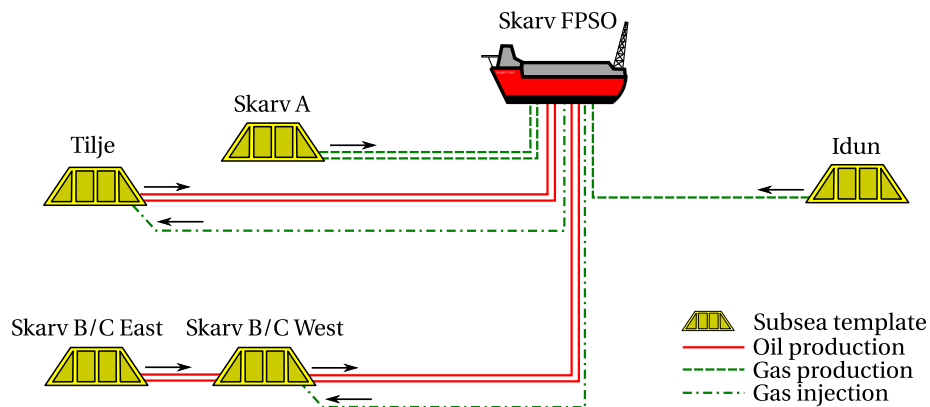 Skarv FPSO
Skarv A
Tilje
Idun
Skarv B/C East
Skarv B/C West
Subsea template
Oil production
Gas production
Gas injection